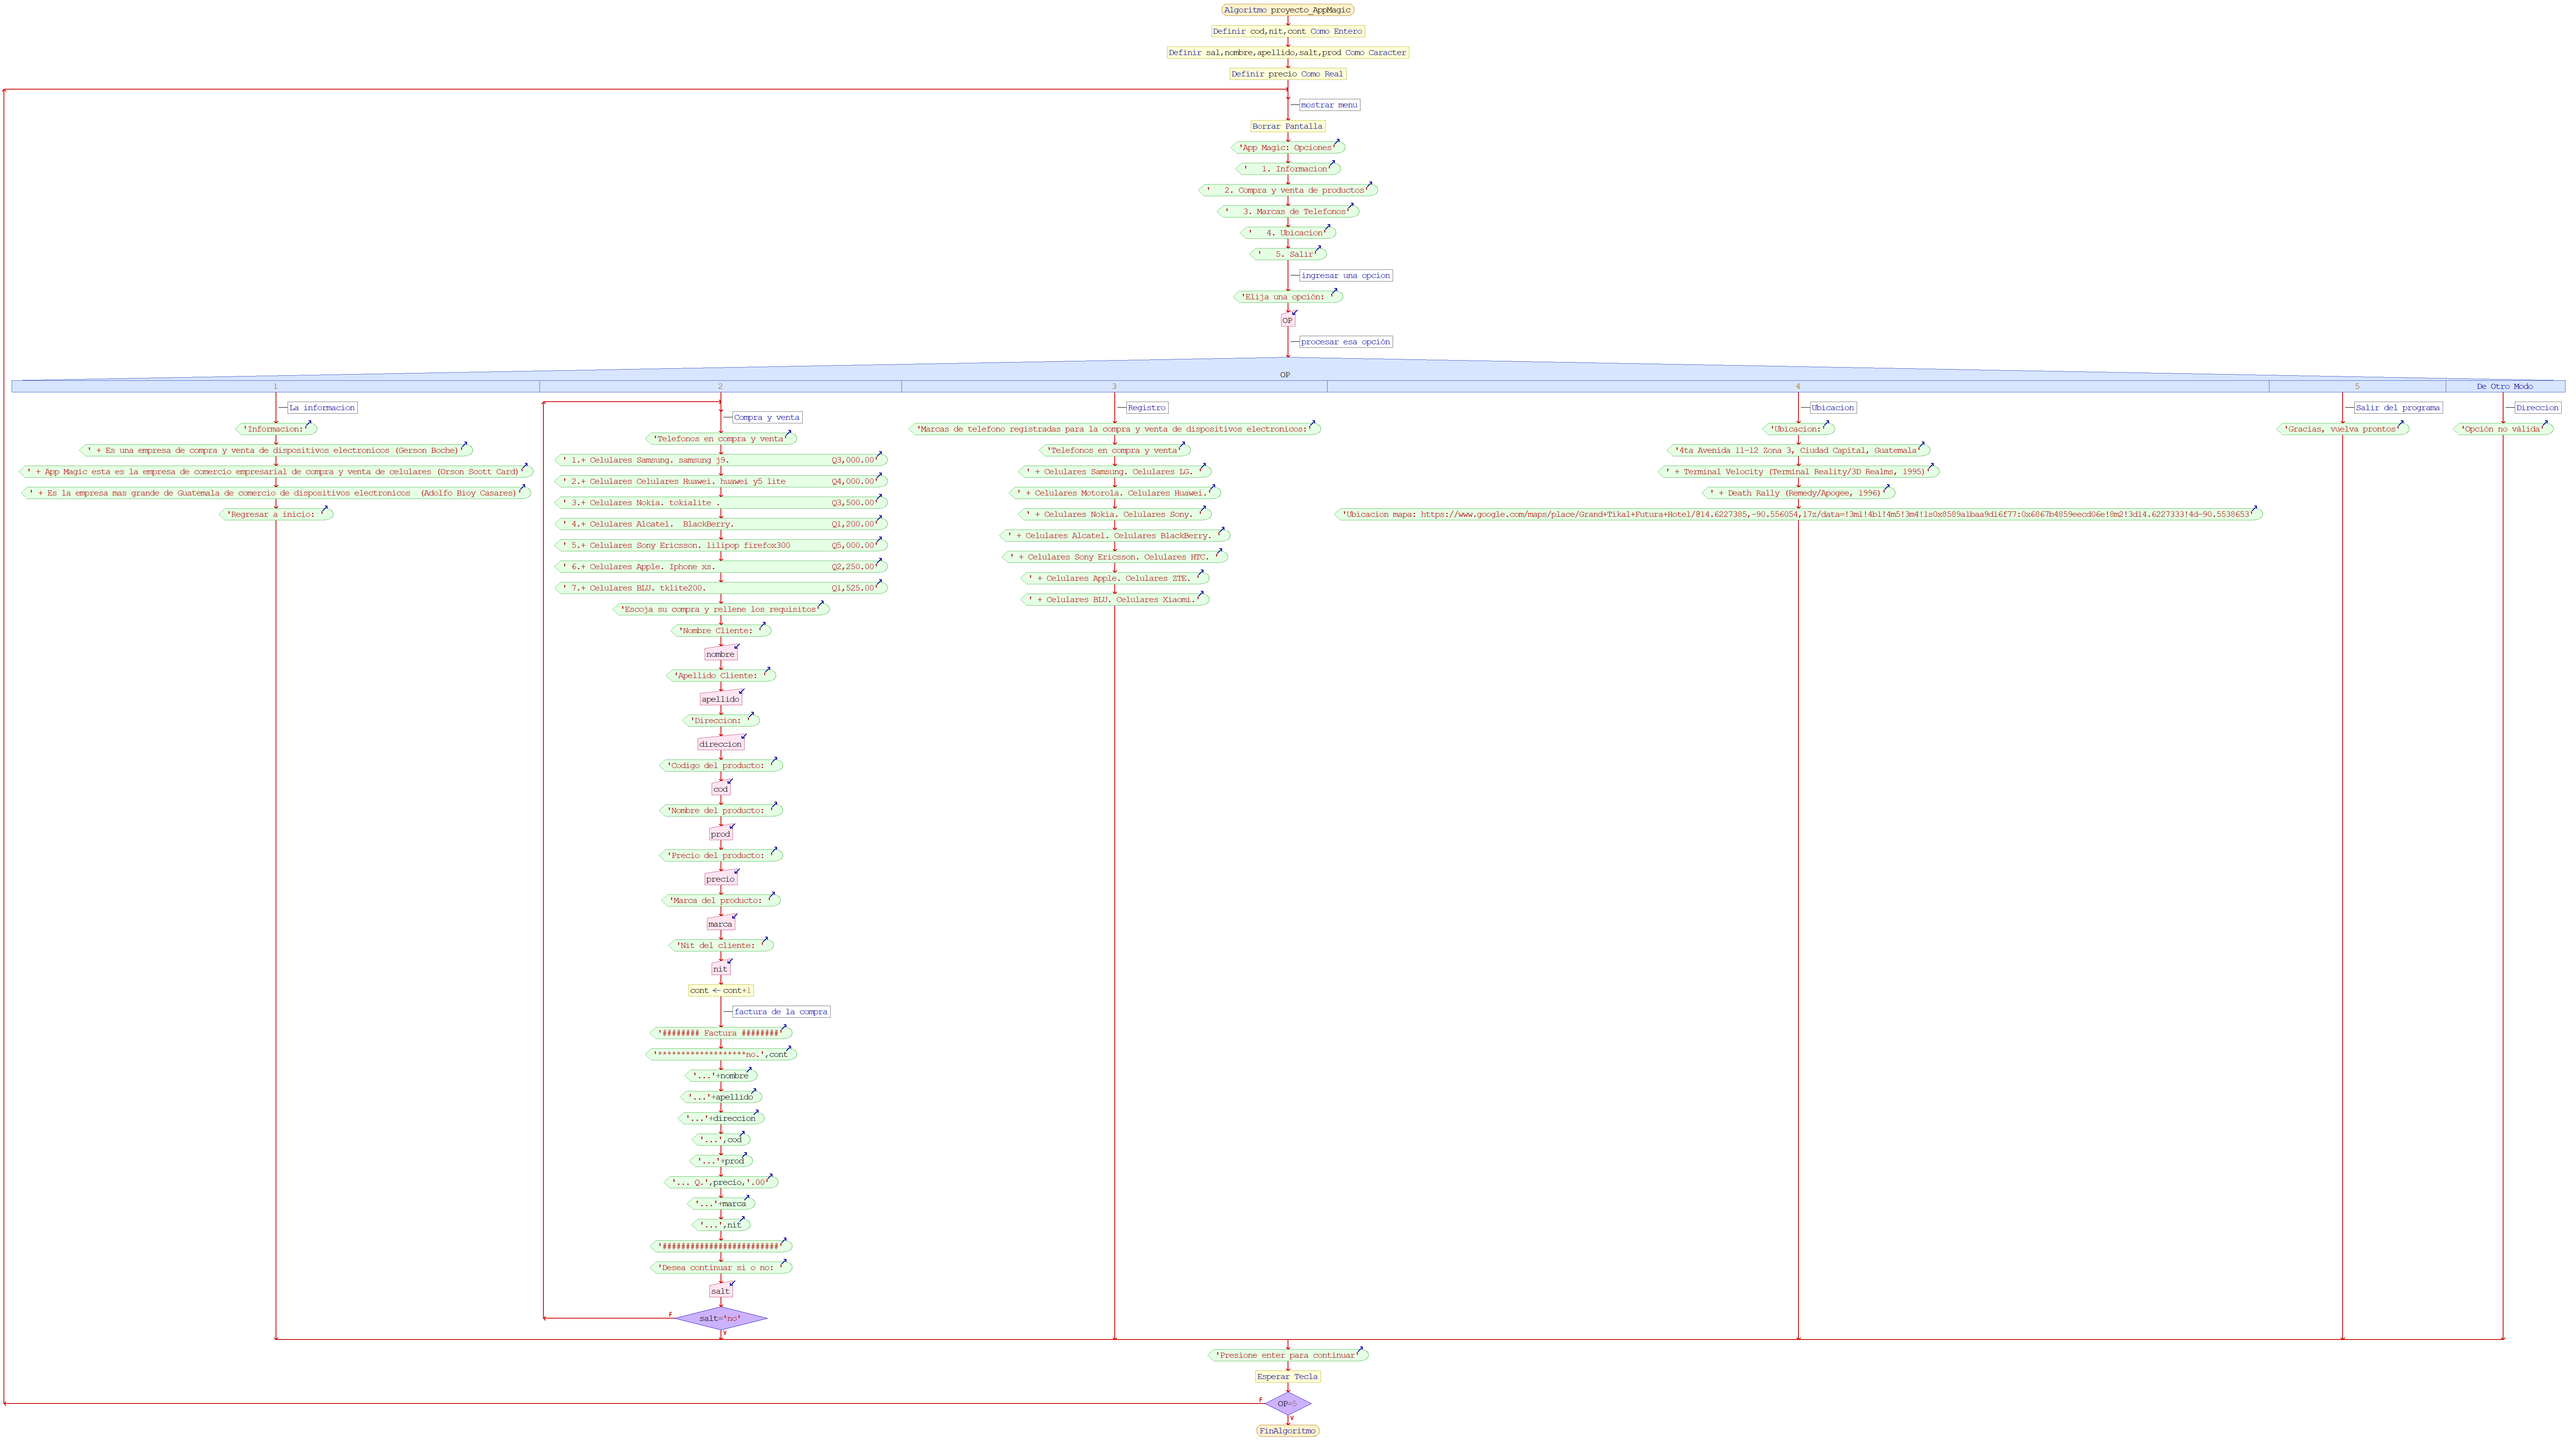 Algoritmo proyecto_AppMagic
Definir cod,nit,cont Como Entero
Definir sal,nombre,apellido,salt,prod Como Caracter
Definir precio Como Real
mostrar menu
Borrar Pantalla
'App Magic: Opciones'
'   1. Informacion'
'   2. Compra y venta de productos'
'   3. Marcas de Telefonos'
'   4. Ubicacion'
'   5. Salir'
ingresar una opcion
'Elija una opción: '
OP
procesar esa opción
OP
1
La informacion
'Informacion:'
' + Es una empresa de compra y venta de dispositivos electronicos (Gerson Boche)'
' + App Magic esta es la empresa de comercio empresarial de compra y venta de celulares (Orson Scott Card)'
' + Es la empresa mas grande de Guatemala de comercio de dispositivos electronicos  (Adolfo Bioy Casares)'
'Regresar a inicio: '
2
Compra y venta
'Telefonos en compra y venta'
' 1.+ Celulares Samsung. samsung j9. Q3,000.00'
' 2.+ Celulares Celulares Huawei. huawei y5 lite Q4,000.00'
' 3.+ Celulares Nokia. tokialite . Q3,500.00'
' 4.+ Celulares Alcatel.  BlackBerry. Q1,200.00'
' 5.+ Celulares Sony Ericsson. lilipop firefox300 Q5,000.00'
' 6.+ Celulares Apple. Iphone xs. Q2,250.00'
' 7.+ Celulares BLU. tklite200. Q1,525.00'
'Escoja su compra y rellene los requisitos'
'Nombre Cliente: '
nombre
'Apellido Cliente: '
apellido
'Direccion: '
direccion
'Codigo del producto: '
cod
'Nombre del producto: '
prod
'Precio del producto: '
precio
'Marca del producto: '
marca
'Nit del cliente: '
nit
cont ← cont+1
factura de la compra
'######## Factura ########'
'*******************no.',cont
'...'+nombre
'...'+apellido
'...'+direccion
'...',cod
'...'+prod
'... Q.',precio,'.00'
'...'+marca
'...',nit
'#########################'
'Desea continuar si o no: '
salt
salt='no'
F
V
3
Registro
'Marcas de telefono registradas para la compra y venta de dispositivos electronicos:'
'Telefonos en compra y venta'
' + Celulares Samsung. Celulares LG. '
' + Celulares Motorola. Celulares Huawei.'
' + Celulares Nokia. Celulares Sony. '
' + Celulares Alcatel. Celulares BlackBerry. '
' + Celulares Sony Ericsson. Celulares HTC. '
' + Celulares Apple. Celulares ZTE. '
' + Celulares BLU. Celulares Xiaomi.'
4
Ubicacion
'Ubicacion:'
'4ta Avenida 11-12 Zona 3, Ciudad Capital, Guatemala'
' + Terminal Velocity (Terminal Reality/3D Realms, 1995)'
' + Death Rally (Remedy/Apogee, 1996)'
'Ubicacion mapa: https://www.google.com/maps/place/Grand+Tikal+Futura+Hotel/@14.6227385,-90.556054,17z/data=!3m1!4b1!4m5!3m4!1s0x8589a1baa9d16f77:0x6867b4859eecd06e!8m2!3d14.6227333!4d-90.5538653'
5
Salir del programa
'Gracias, vuelva prontos'
De Otro Modo
Direccion
'Opción no válida'
'Presione enter para continuar'
Esperar Tecla
OP=5
F
V
FinAlgoritmo